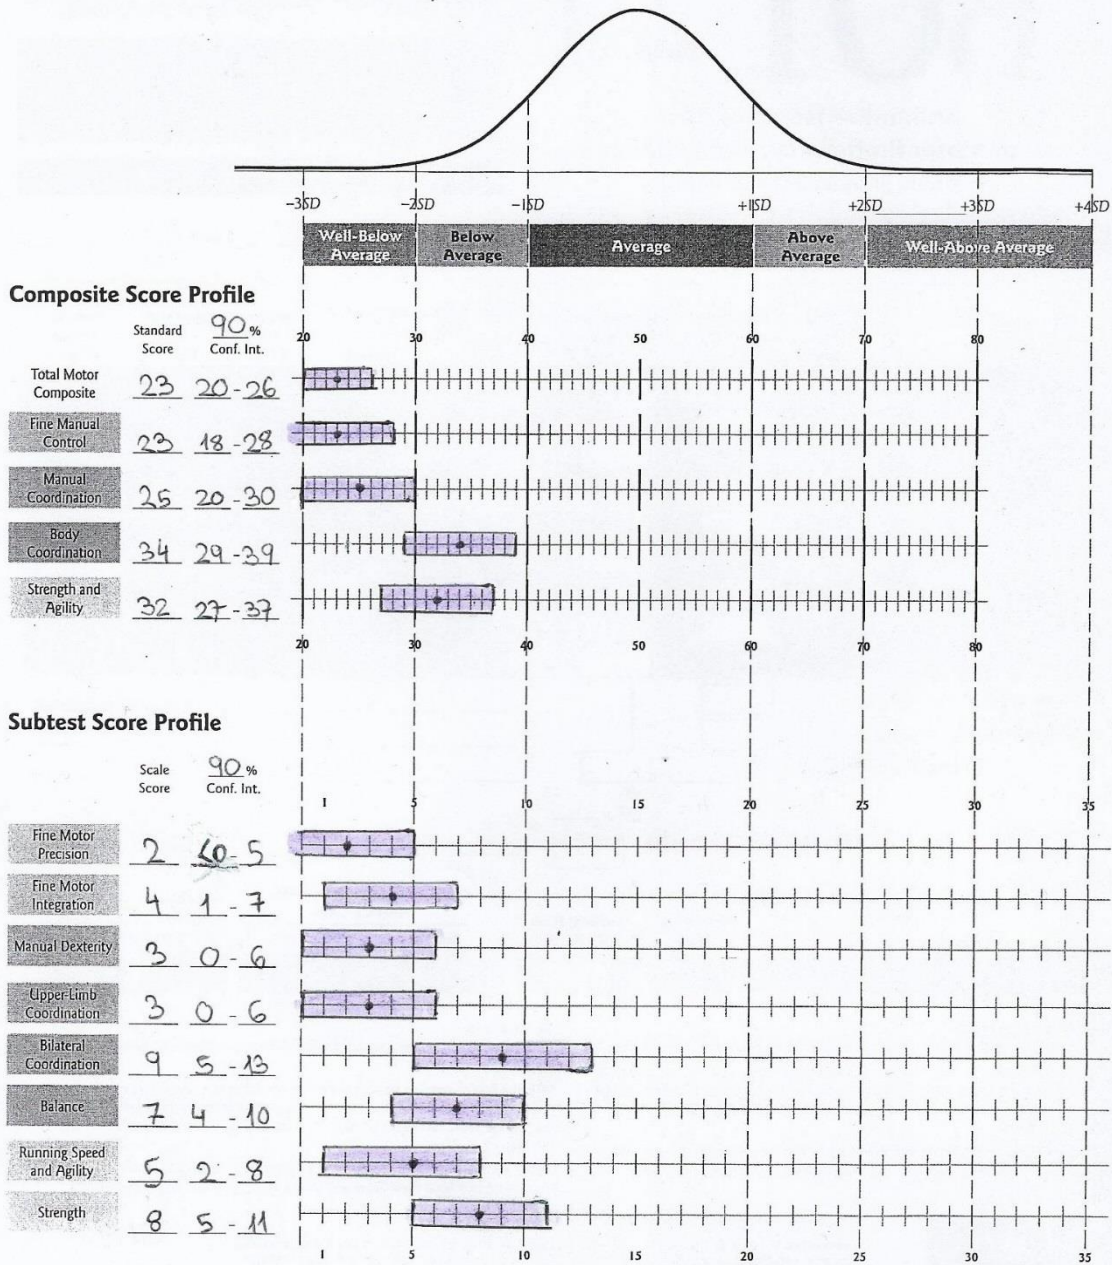 -3SD -2SD -1SD +1SD +2SD +3SD +4SD
Well-Below Average Below Average Average Above Average Well-Above Average
Composite Score Profile
Standard Score 90 % Conf. Int.
20 30 40 50 60 70 80
Total Motor Composite 23 20 - 26
Fine Manual Control 23 18 - 28
Manual Coordination 25 20 - 30
Body Coordination 34 29 - 39
Strength and Agility 32 27 - 37
20 30 40 50 60 70 80
Subtest Score Profile
Scale Score 90 % Conf. Int.
1 5 10 15 20 25 30 35
Fine Motor Precision 2 <0 - 5
Fine Motor Integration 4 1 - 7
Manual Dexterity 3 0 - 6
Upper-Limb Coordination 3 0 - 6
Bilateral Coordination 9 5 - 13
Balance 7 4 - 10
Running Speed and Agility 5 2 - 8
Strength 8 5 - 11
1 5 10 15 20 25 30 35